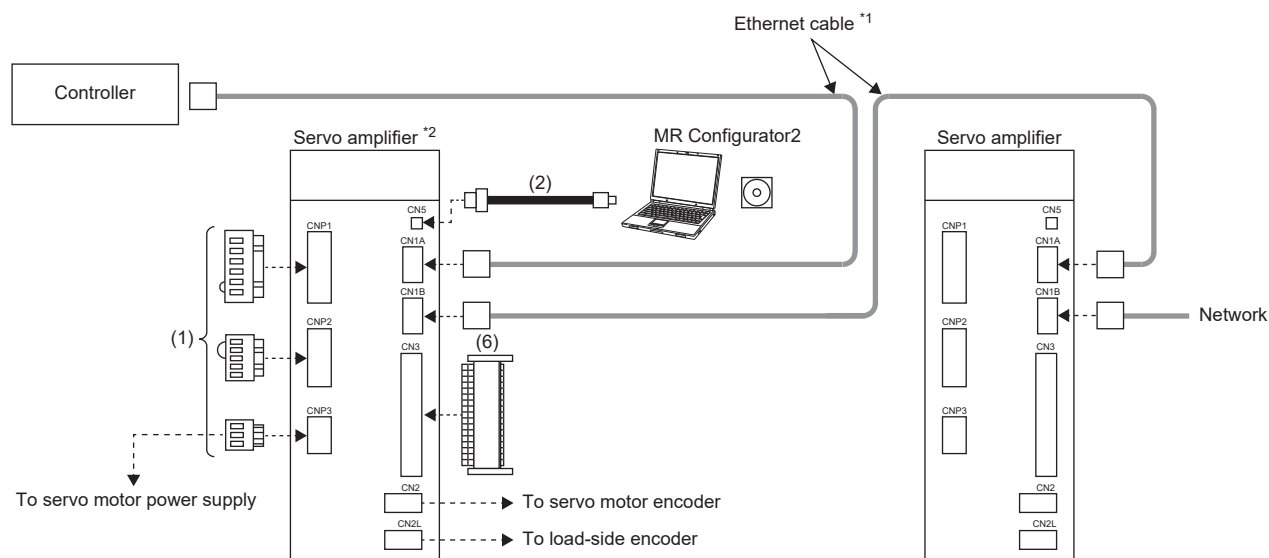 Ethernet cable *1
Controller
Servo amplifier *2
MR Configurator2
Servo amplifier
(2)
CN5
CN5
CNP1
CN1A
CNP1
CN1A
CN1B
CN1B
Network
(1)
CNP2
(6)
CN3
CNP2
CN3
CNP3
CNP3
To servo motor power supply
CN2
To servo motor encoder
CN2
CN2L
To load-side encoder
CN2L